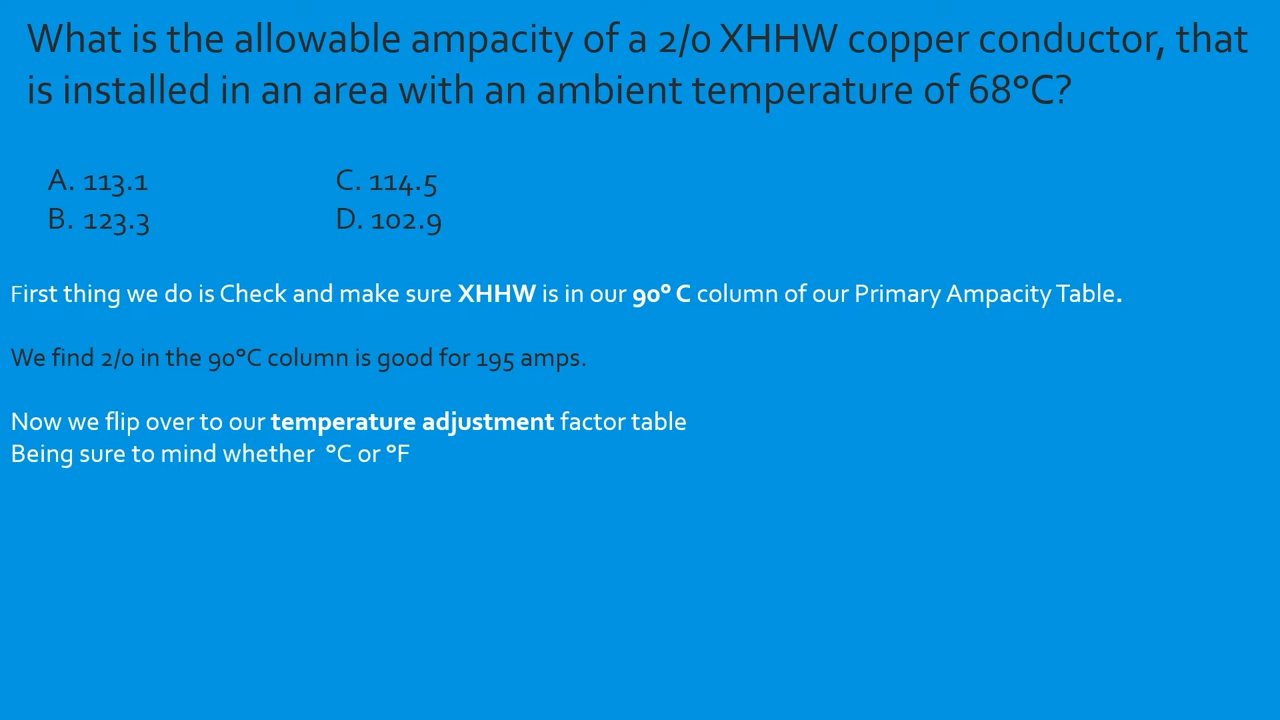 What is the allowable ampacity of a 2/0 XHHW copper conductor, that
is installed in an area with an ambient temperature of 68°C?
A. 113.1
C. 114.5
B. 123.3
D. 102.9
First thing we do is Check and make sure XHHW is in our 90° C column of our Primary Ampacity Table.
We find 2/0 in the 90°C column is good for 195 amps.
Now we flip over to our temperature adjustment factor table
Being sure to mind whether °C or °F